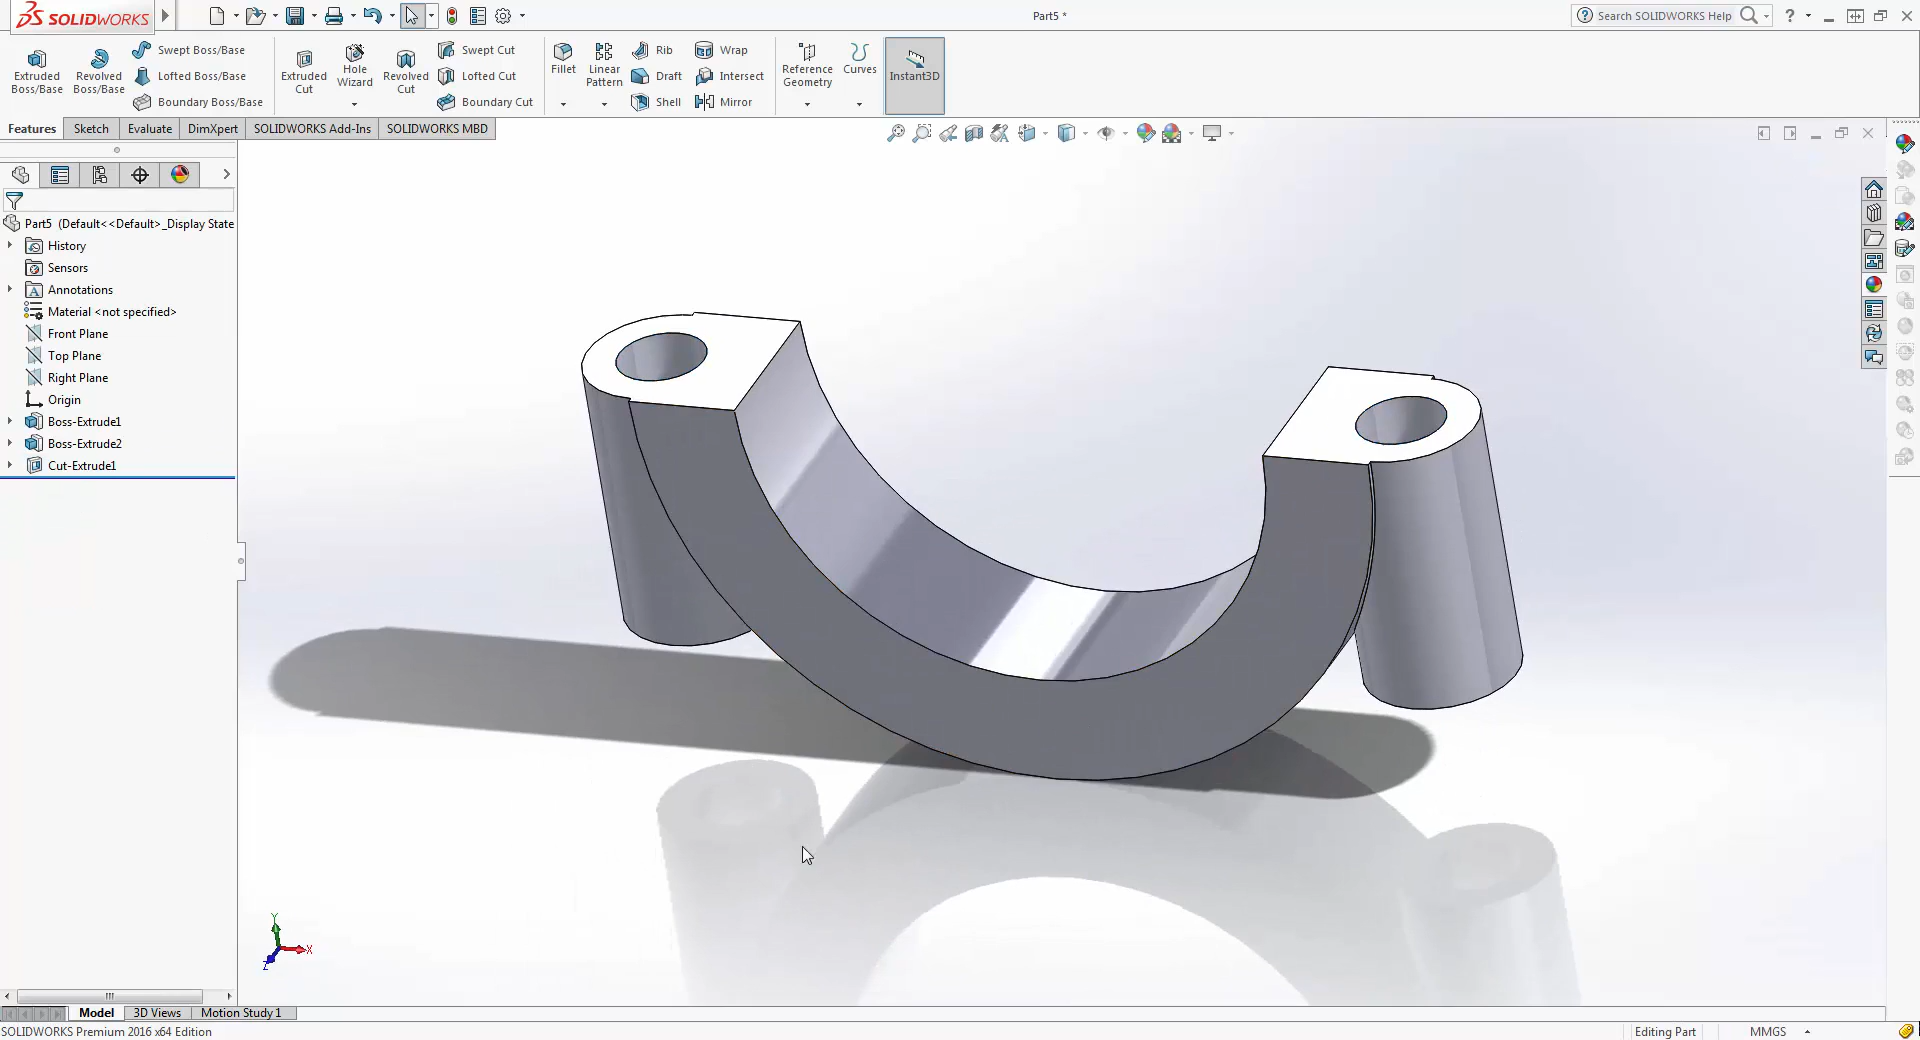 SOLIDWORKS
Part5 *
Search SOLIDWORKS Help
?
Extruded Boss/Base
Revolved Boss/Base
Swept Boss/Base
Lofted Boss/Base
Boundary Boss/Base
Extruded Cut
Hole Wizard
Revolved Cut
Swept Cut
Lofted Cut
Boundary Cut
Fillet
Linear Pattern
Rib
Draft
Shell
Wrap
Intersect
Mirror
Reference Geometry
Curves
Instant3D
Features
Sketch
Evaluate
DimXpert
SOLIDWORKS Add-Ins
SOLIDWORKS MBD
Part5 (Default<<Default>_Display State
History
Sensors
Annotations
Material <not specified>
Front Plane
Top Plane
Right Plane
Origin
Boss-Extrude1
Boss-Extrude2
Cut-Extrude1
Y
X
Z
Model
3D Views
Motion Study 1
SOLIDWORKS Premium 2016 x64 Edition
Editing Part
MMGS